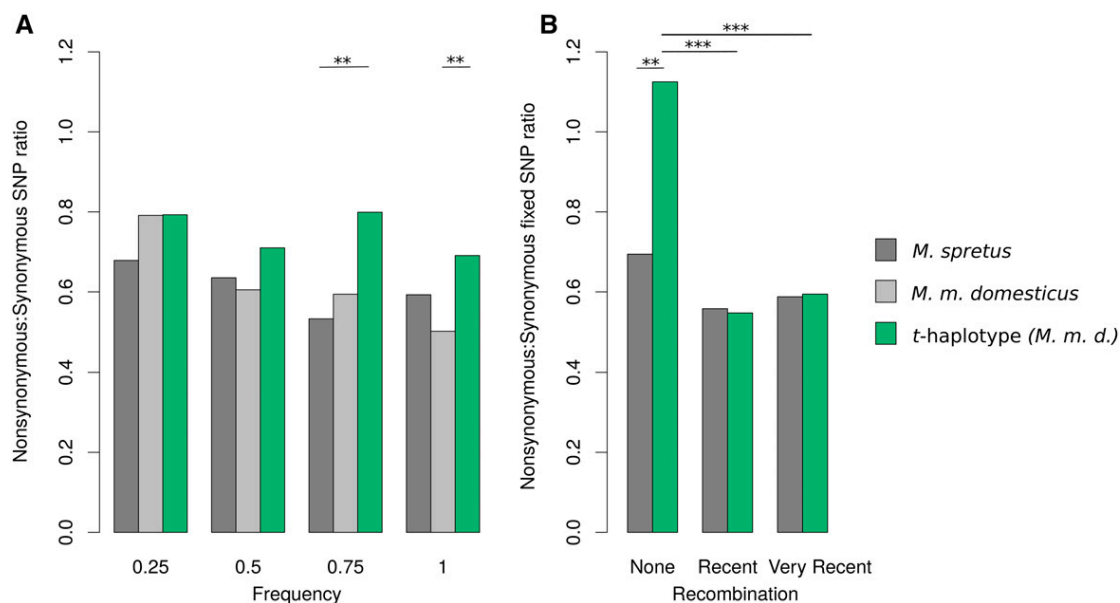 A
Nonsynonymous:Synonymous SNP ratio
1.2
1.0
0.8
0.6
0.4
0.2
0.0
**
**
0.25 0.5 0.75 1
Frequency
B
Nonsynonymous:Synonymous fixed SNP ratio
1.2
1.0
0.8
0.6
0.4
0.2
0.0
***
***
**
None Recent Very Recent
Recombination
M. spretus
M. m. domesticus
t-haplotype (M. m. d.)